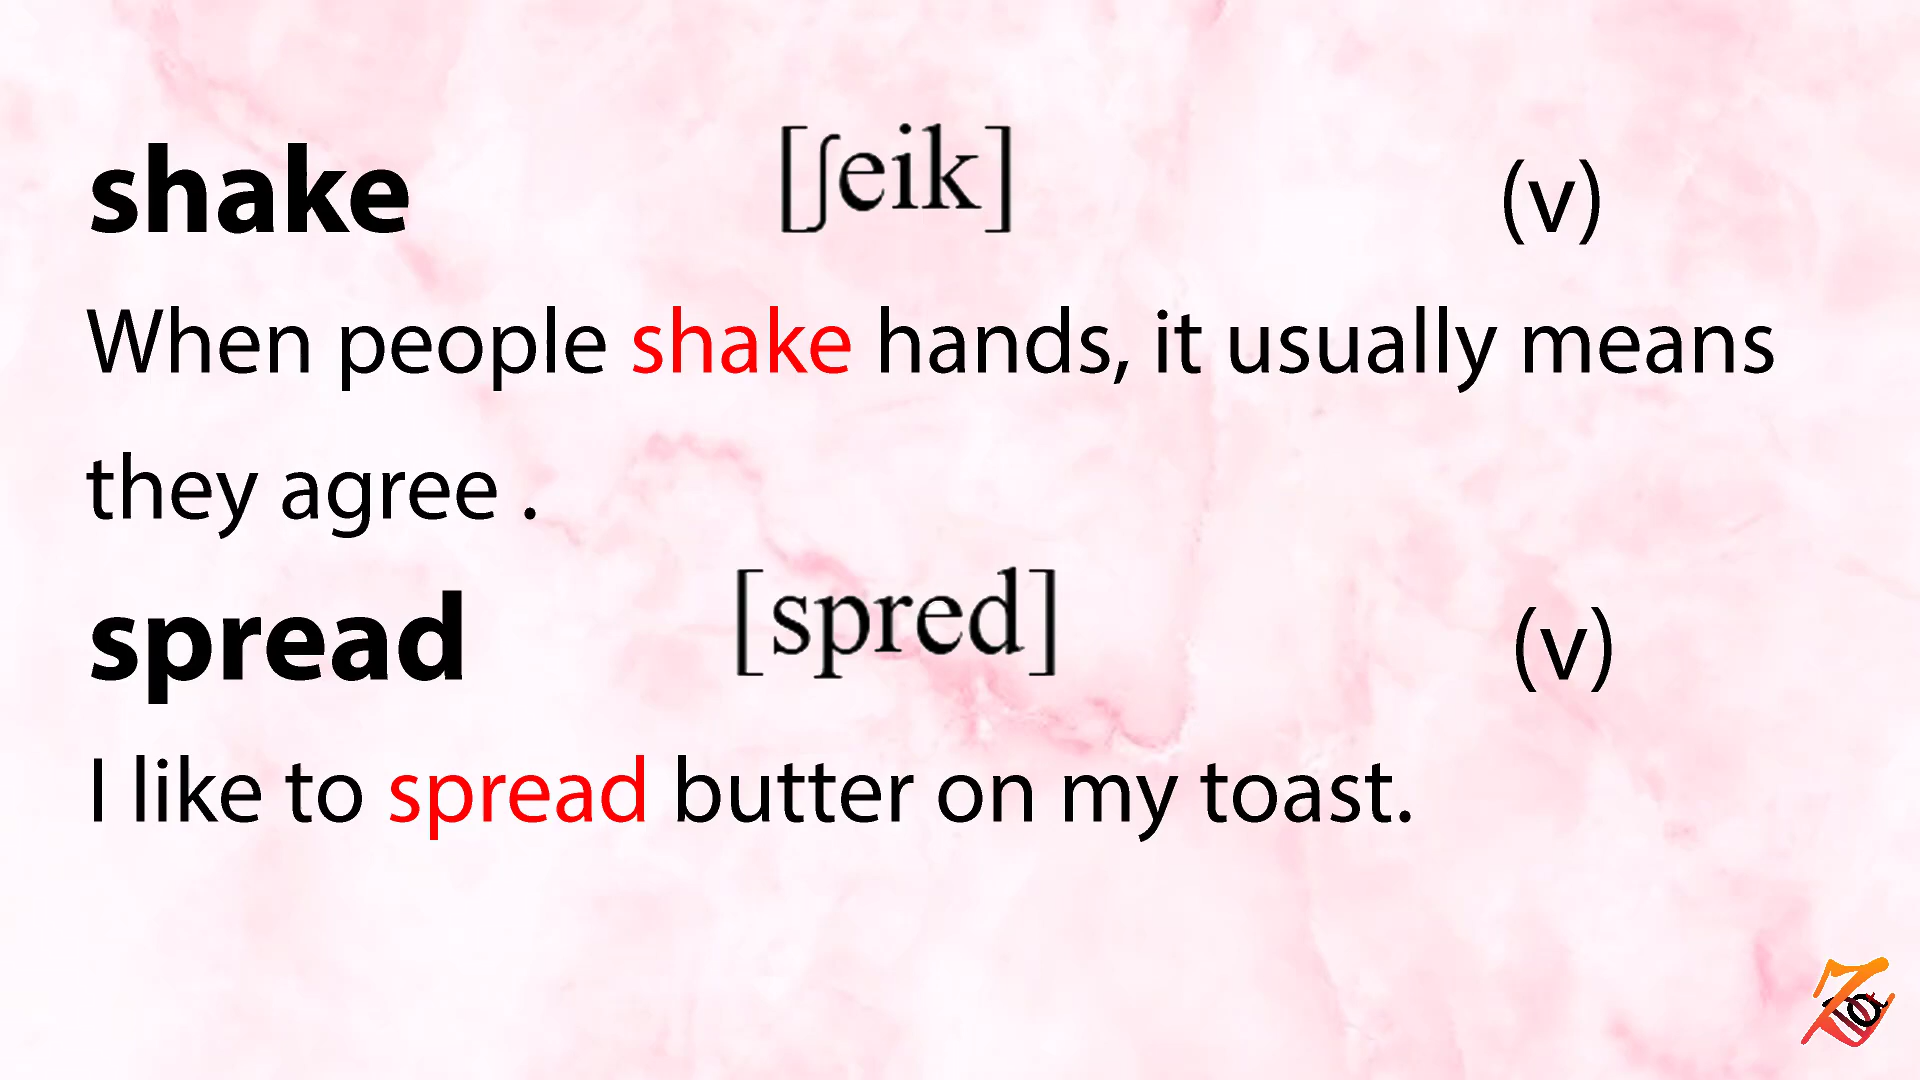 shake [ʃeik] (v)
When people shake hands, it usually means
they agree .
spread [spred] (v)
I like to spread butter on my toast.